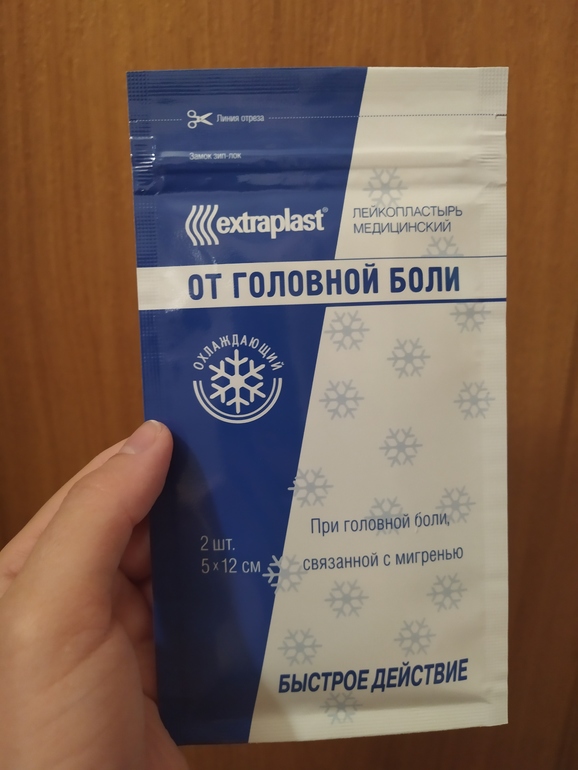 Линия отреза
Замок зип-лок
extraplast®
ЛЕЙКОПЛАСТЫРЬ
МЕДИЦИНСКИЙ
ОТ ГОЛОВНОЙ БОЛИ
ОХЛАЖДАЮЩИЙ
При головной боли,
связанной с мигренью
2 шт.
5 x 12 см
БЫСТРОЕ ДЕЙСТВИЕ